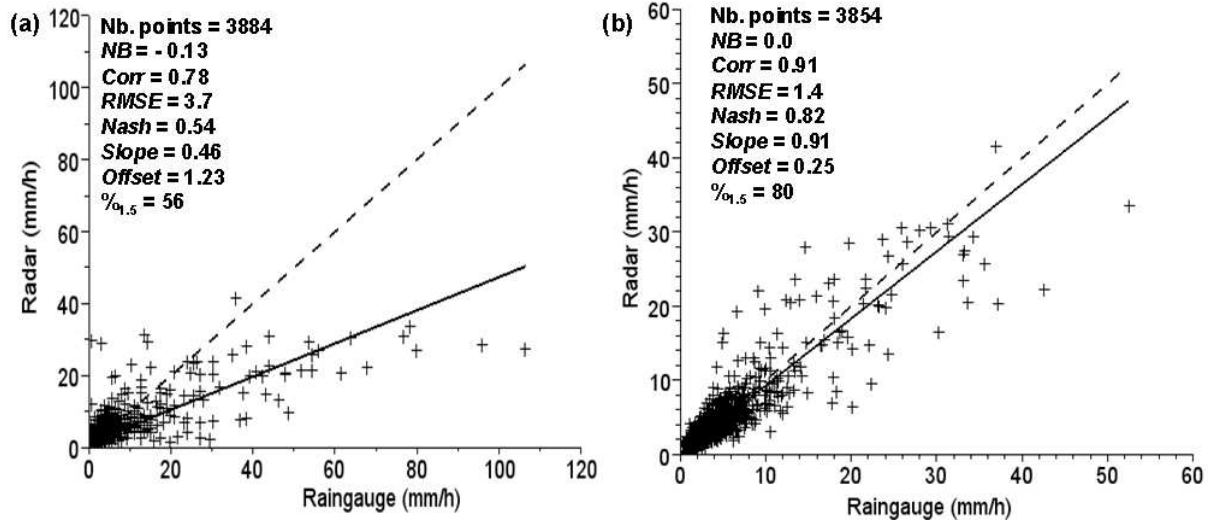 (a)
Nb. points = 3884
NB = - 0.13
Corr = 0.78
RMSE = 3.7
Nash = 0.54
Slope = 0.46
Offset = 1.23
%1.5 = 56
120
100
80
60
40
20
0
Radar (mm/h)
0 20 40 60 80 100 120
Raingauge (mm/h)
(b)
Nb. points = 3854
NB = 0.0
Corr = 0.91
RMSE = 1.4
Nash = 0.82
Slope = 0.91
Offset = 0.25
%1.5 = 80
60
50
40
30
20
10
0
Radar (mm/h)
0 10 20 30 40 50 60
Raingauge (mm/h)